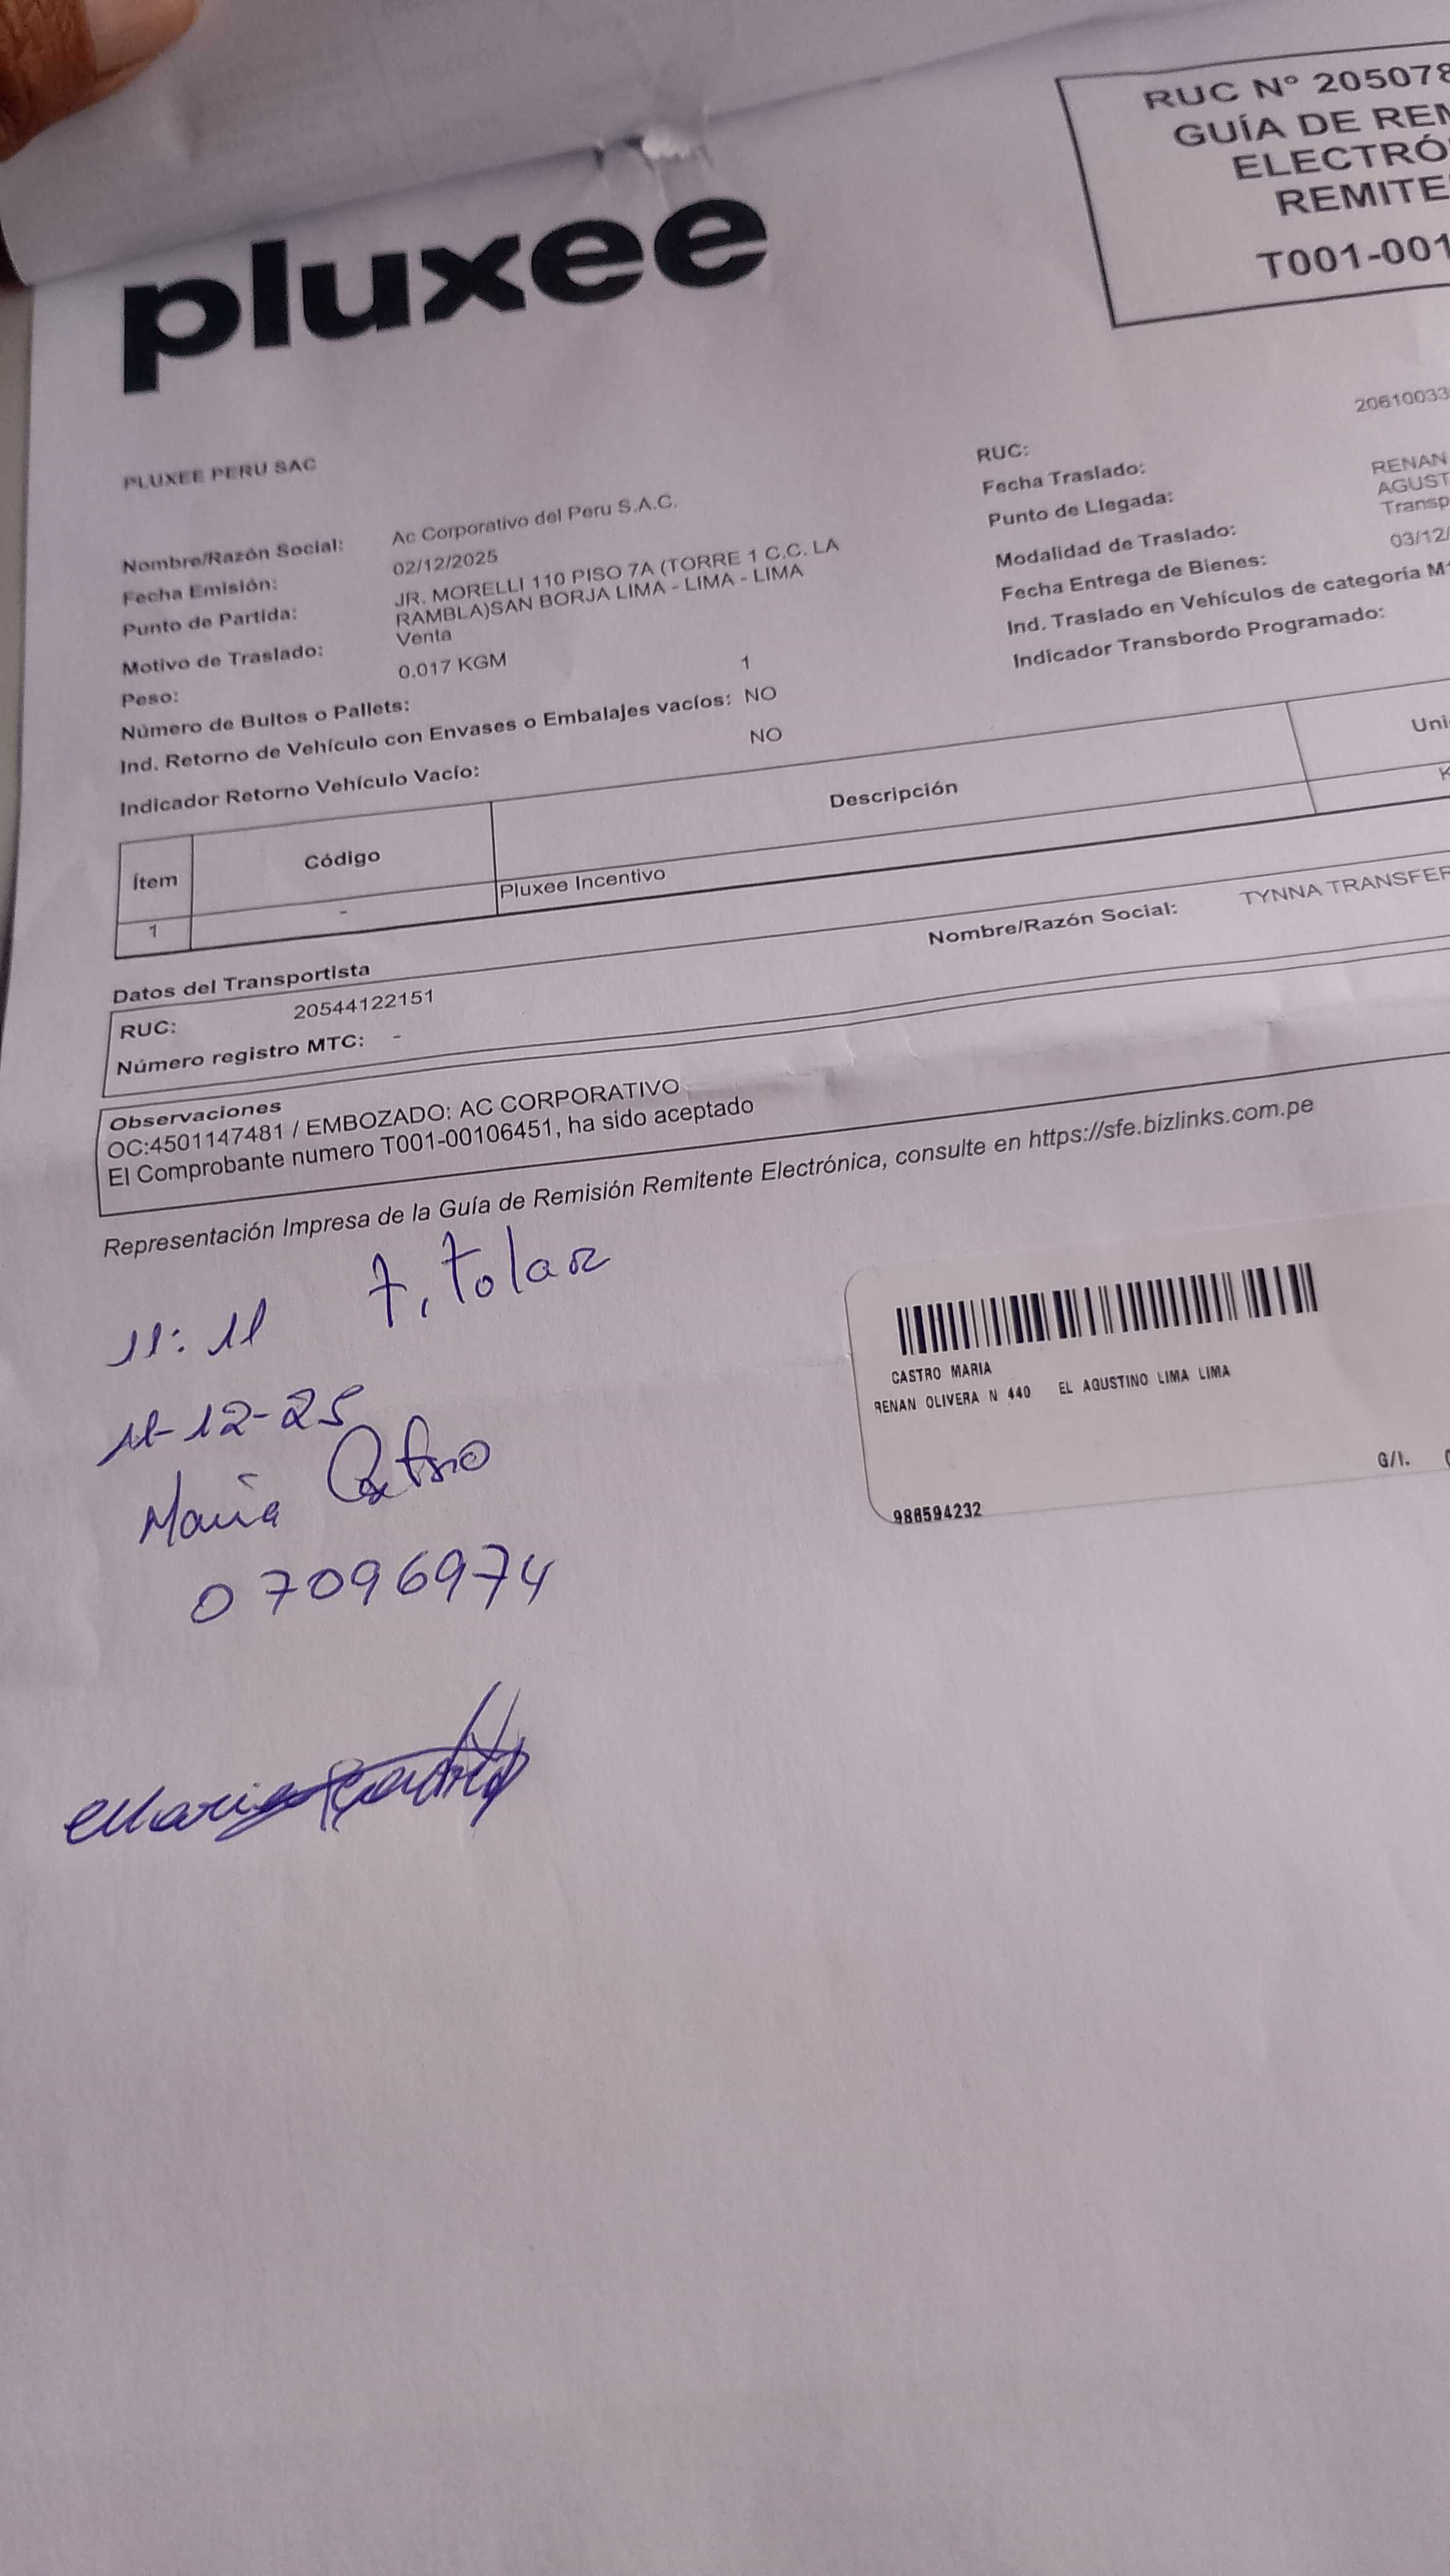 pluxee
RUC N° 205078
GUÍA DE REM
ELECTRÓ
REMITE
T001-001
PLUXEE PERU SAC
Nombre/Razón Social: Ac Corporativo del Peru S.A.C.
Fecha Emisión: 02/12/2025
Punto de Partida: JR. MORELLI 110 PISO 7A (TORRE 1 C.C. LA
RAMBLA)SAN BORJA LIMA - LIMA - LIMA
Motivo de Traslado: Venta
Peso: 0.017 KGM
Número de Bultos o Pallets: 1
Ind. Retorno de Vehículo con Envases o Embalajes vacíos: NO
Indicador Retorno Vehículo Vacío: NO
RUC: 20610033
Fecha Traslado:
Punto de Llegada: RENAN
AGUST
Modalidad de Traslado: Transp
Fecha Entrega de Bienes: 03/12/
Ind. Traslado en Vehículos de categoría M1
Indicador Transbordo Programado:
Ítem Código Descripción Uni
1 - Pluxee Incentivo K
Datos del Transportista
RUC: 20544122151
Nombre/Razón Social: TYNNA TRANSFER
Número registro MTC: -
Observaciones
OC:4501147481 / EMBOZADO: AC CORPORATIVO
El Comprobante numero T001-00106451, ha sido aceptado
Representación Impresa de la Guía de Remisión Remitente Electrónica, consulte en https://sfe.bizlinks.com.pe
11:11
11-12-25
Maria Castro
07096974
CASTRO MARIA
RENAN OLIVERA N 440 EL AGUSTINO LIMA LIMA
G/I.
986594232